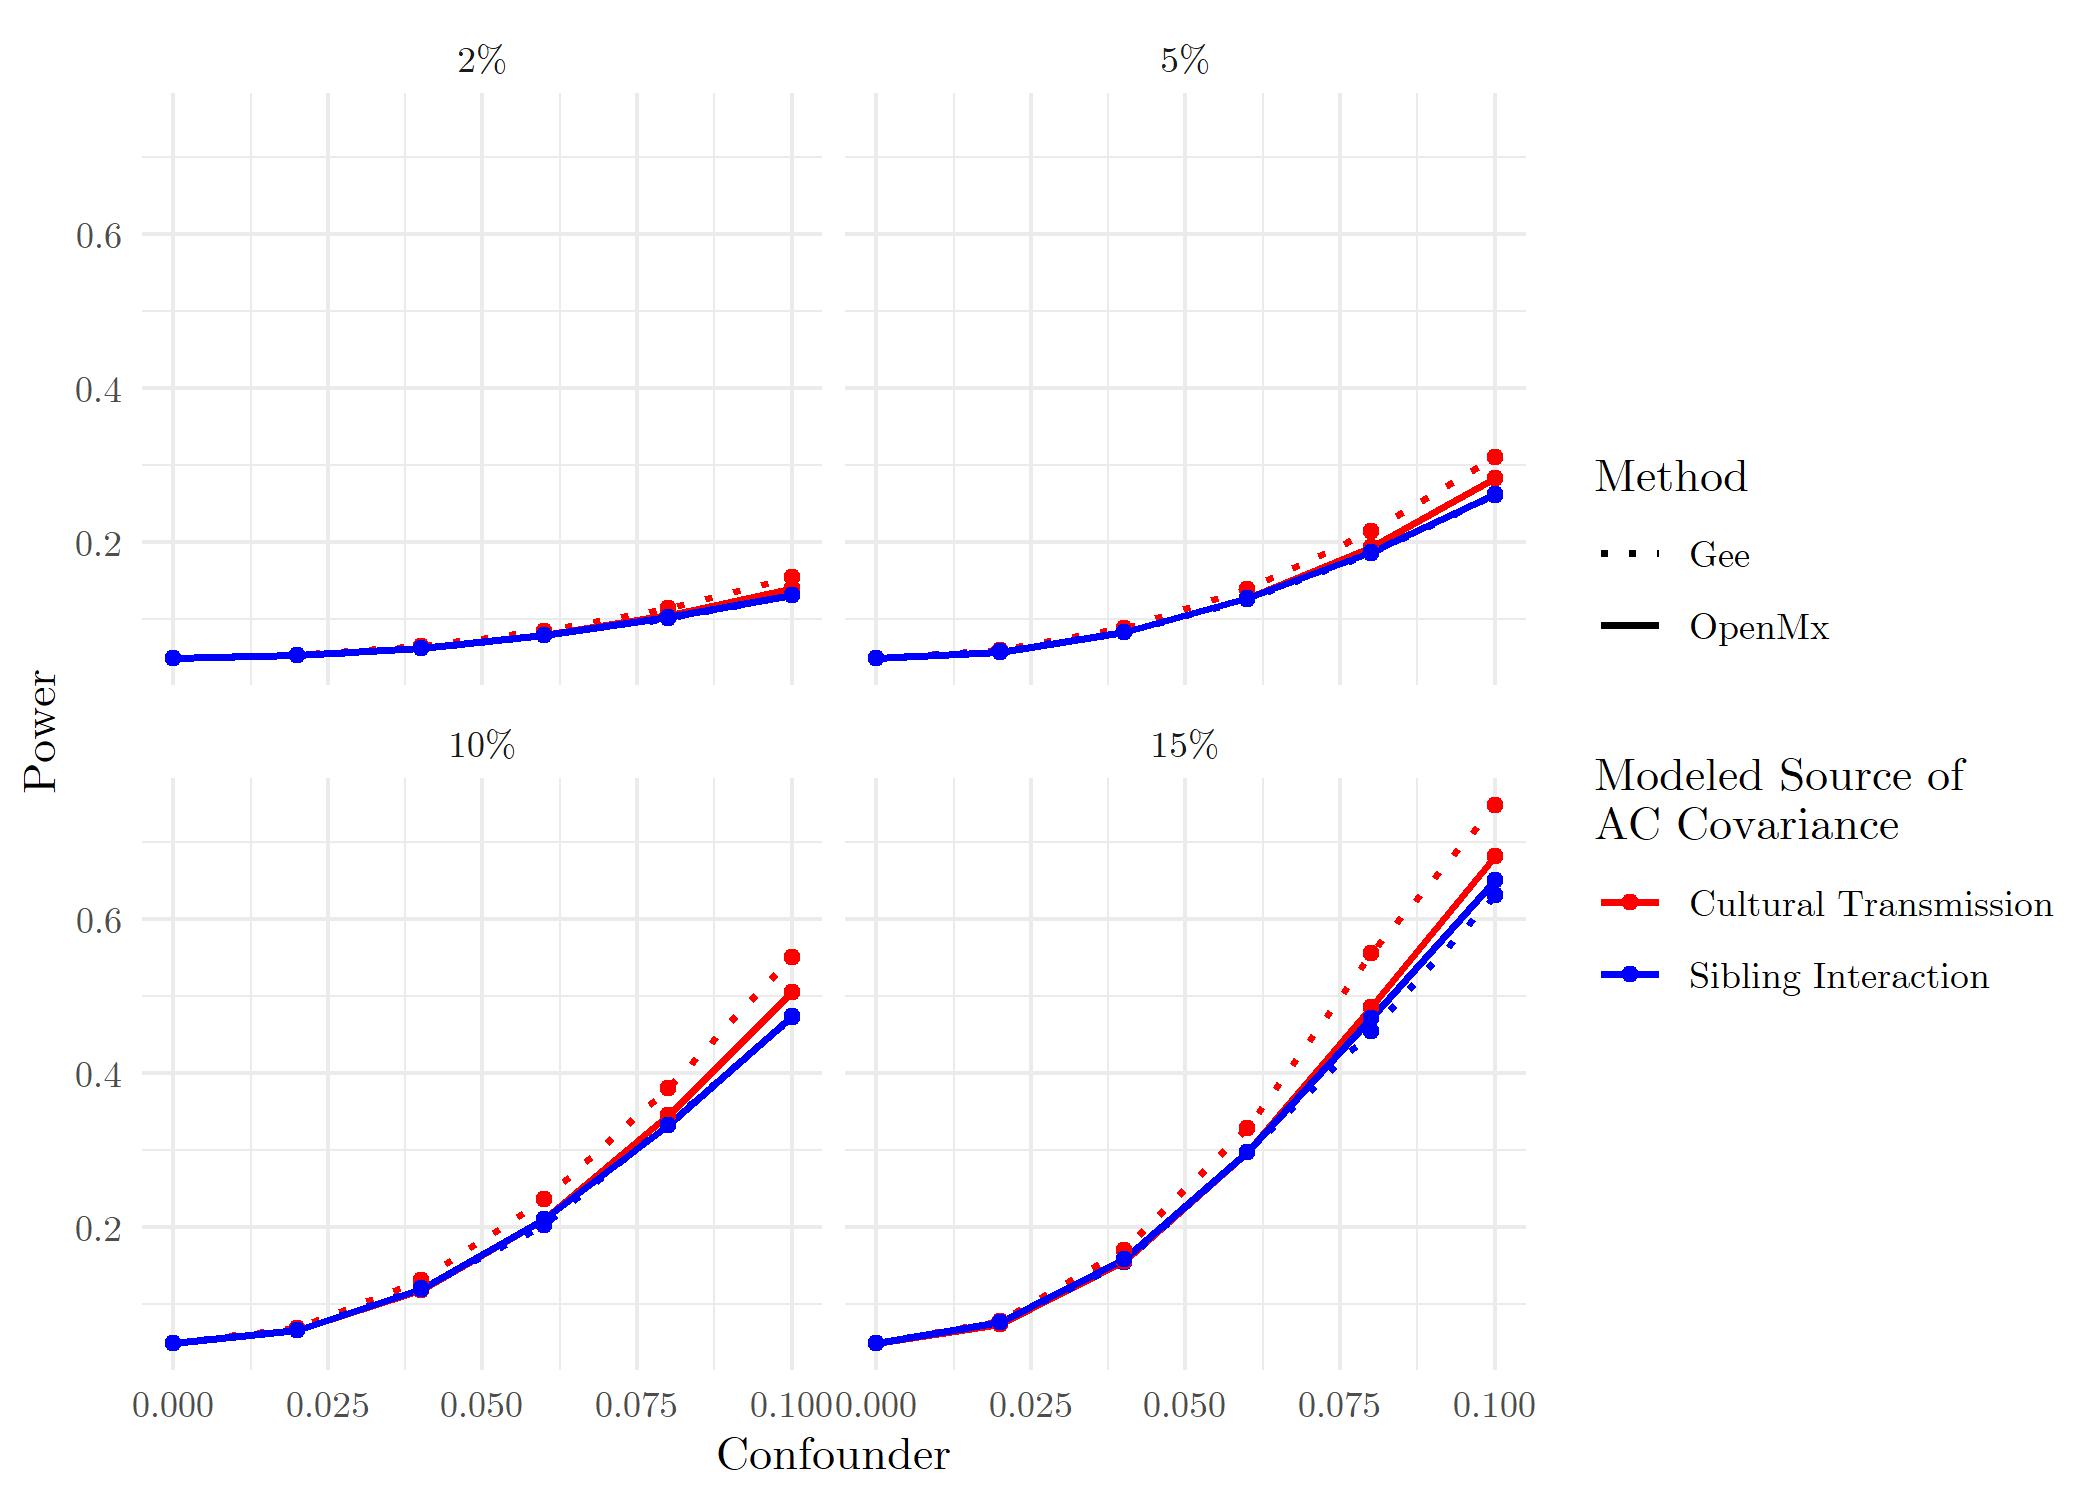 2%
5%
0.6
0.4
0.2
10%
15%
0.6
0.4
0.2
0.000 0.025 0.050 0.075 0.100
0.000 0.025 0.050 0.075 0.100
Power
Confounder
Method
Gee
OpenMx
Modeled Source of
AC Covariance
Cultural Transmission
Sibling Interaction